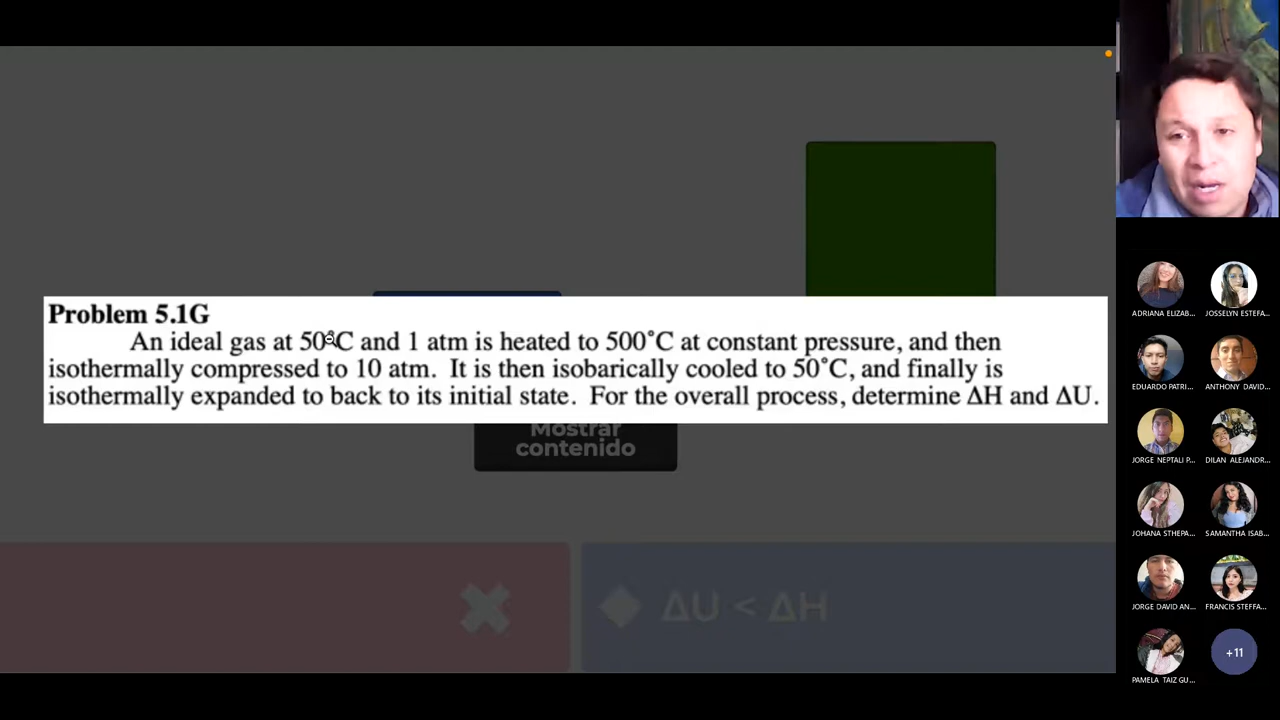 Problem 5.1G
An ideal gas at 50°C and 1 atm is heated to 500°C at constant pressure, and then
isothermally compressed to 10 atm. It is then isobarically cooled to 50°C, and finally is
isothermally expanded to back to its initial state. For the overall process, determine ΔH and ΔU.
Mostrar
contenido
ΔU < ΔH
ADRIANA ELIZAB...
JOSSELYN ESTEFA...
EDUARDO PATRI...
ANTHONY DAVID...
JORGE NEPTALI P...
DILAN ALEJANDR...
JOHANA STHEPA...
SAMANTHA ISAB...
JORGE DAVID AN...
FRANCIS STEFFA...
PAMELA TAIZ GU...
+11